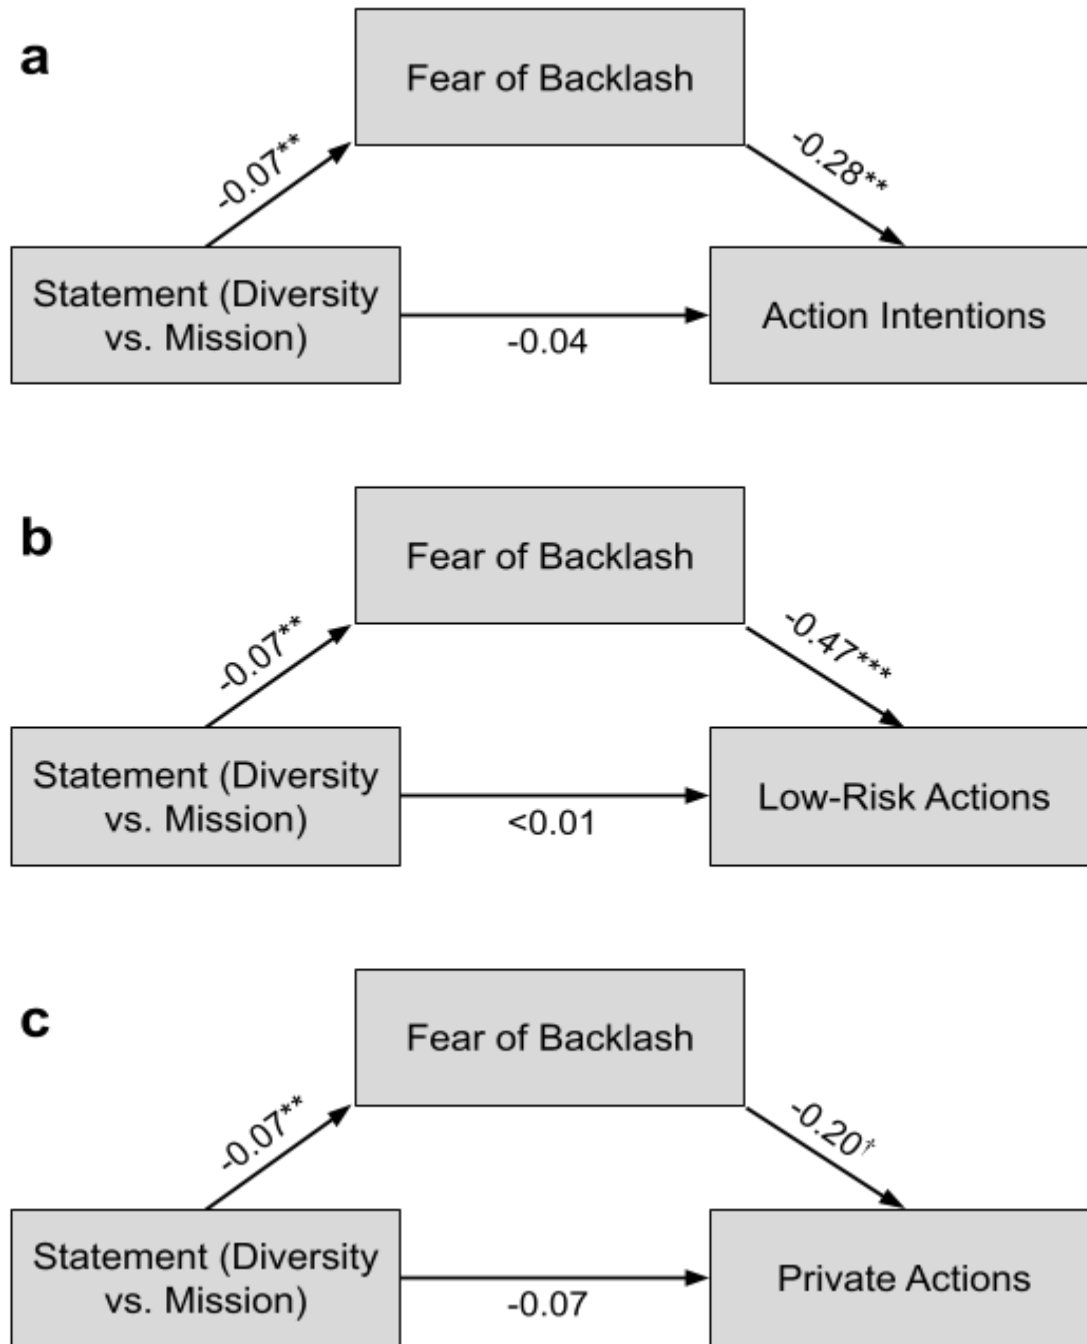 a
Fear of Backlash
-0.07**
-0.28**
Statement (Diversity
vs. Mission)
-0.04
Action Intentions
b
Fear of Backlash
-0.07**
-0.47***
Statement (Diversity
vs. Mission)
<0.01
Low-Risk Actions
c
Fear of Backlash
-0.07**
-0.20†
Statement (Diversity
vs. Mission)
-0.07
Private Actions